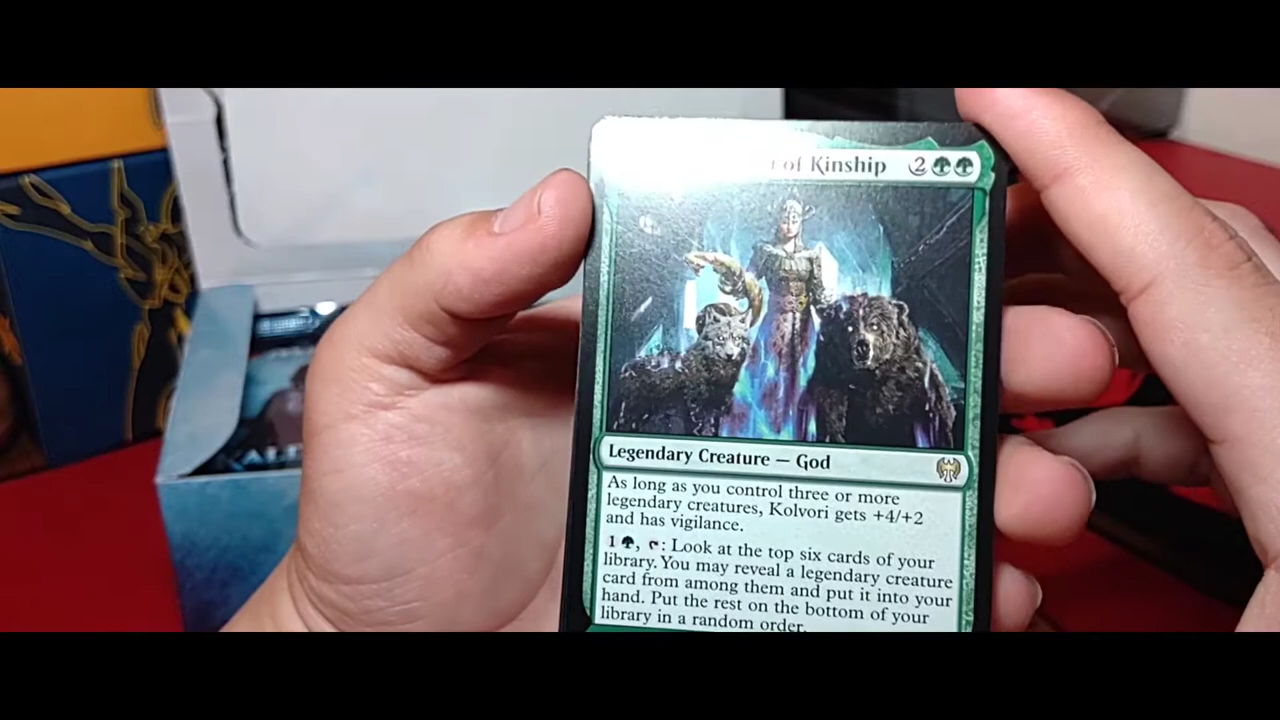 of Kinship 2
Legendary Creature — God
As long as you control three or more
legendary creatures, Kolvori gets +4/+2
and has vigilance.
1 , : Look at the top six cards of your
library. You may reveal a legendary creature
card from among them and put it into your
hand. Put the rest on the bottom of your
library in a random order.